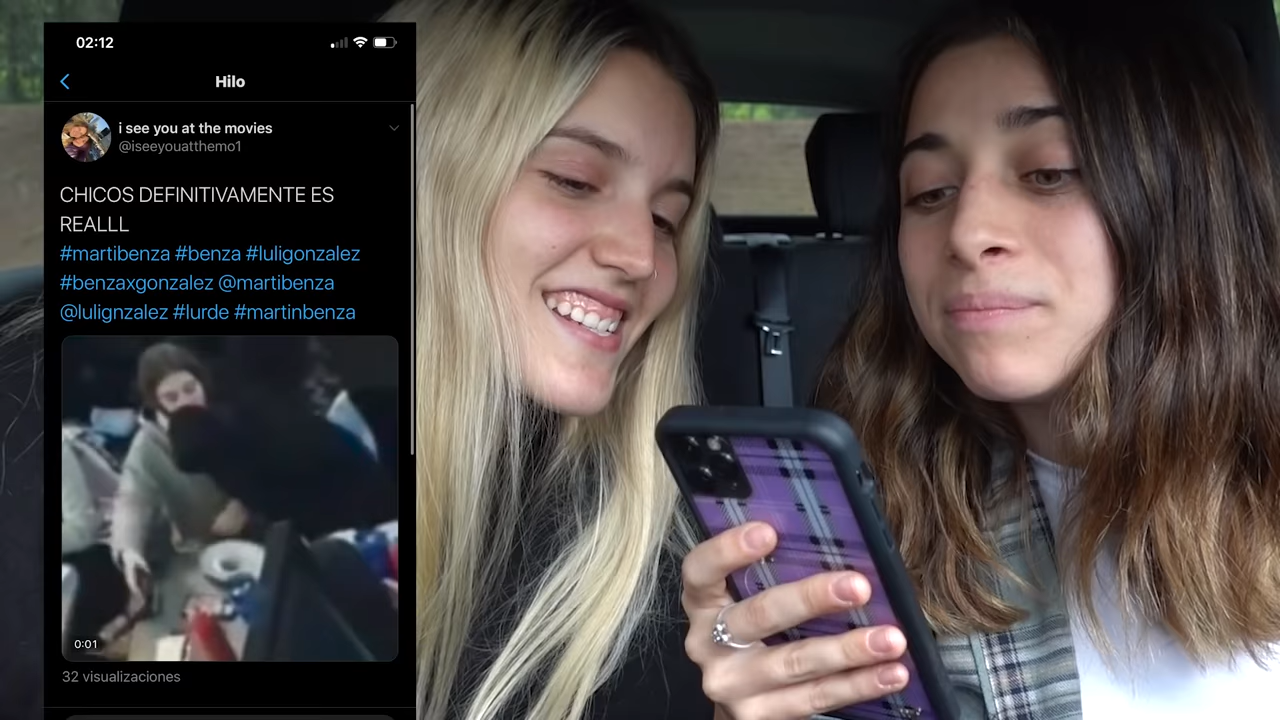 02:12
Hilo
i see you at the movies
@iseeyouatthemo1
CHICOS DEFINITIVAMENTE ES
REALLL
#martibenza #benza #luligonzalez
#benzaxgonzalez @martibenza
@lulignzalez #lurde #martinbenza
0:01
32 visualizaciones